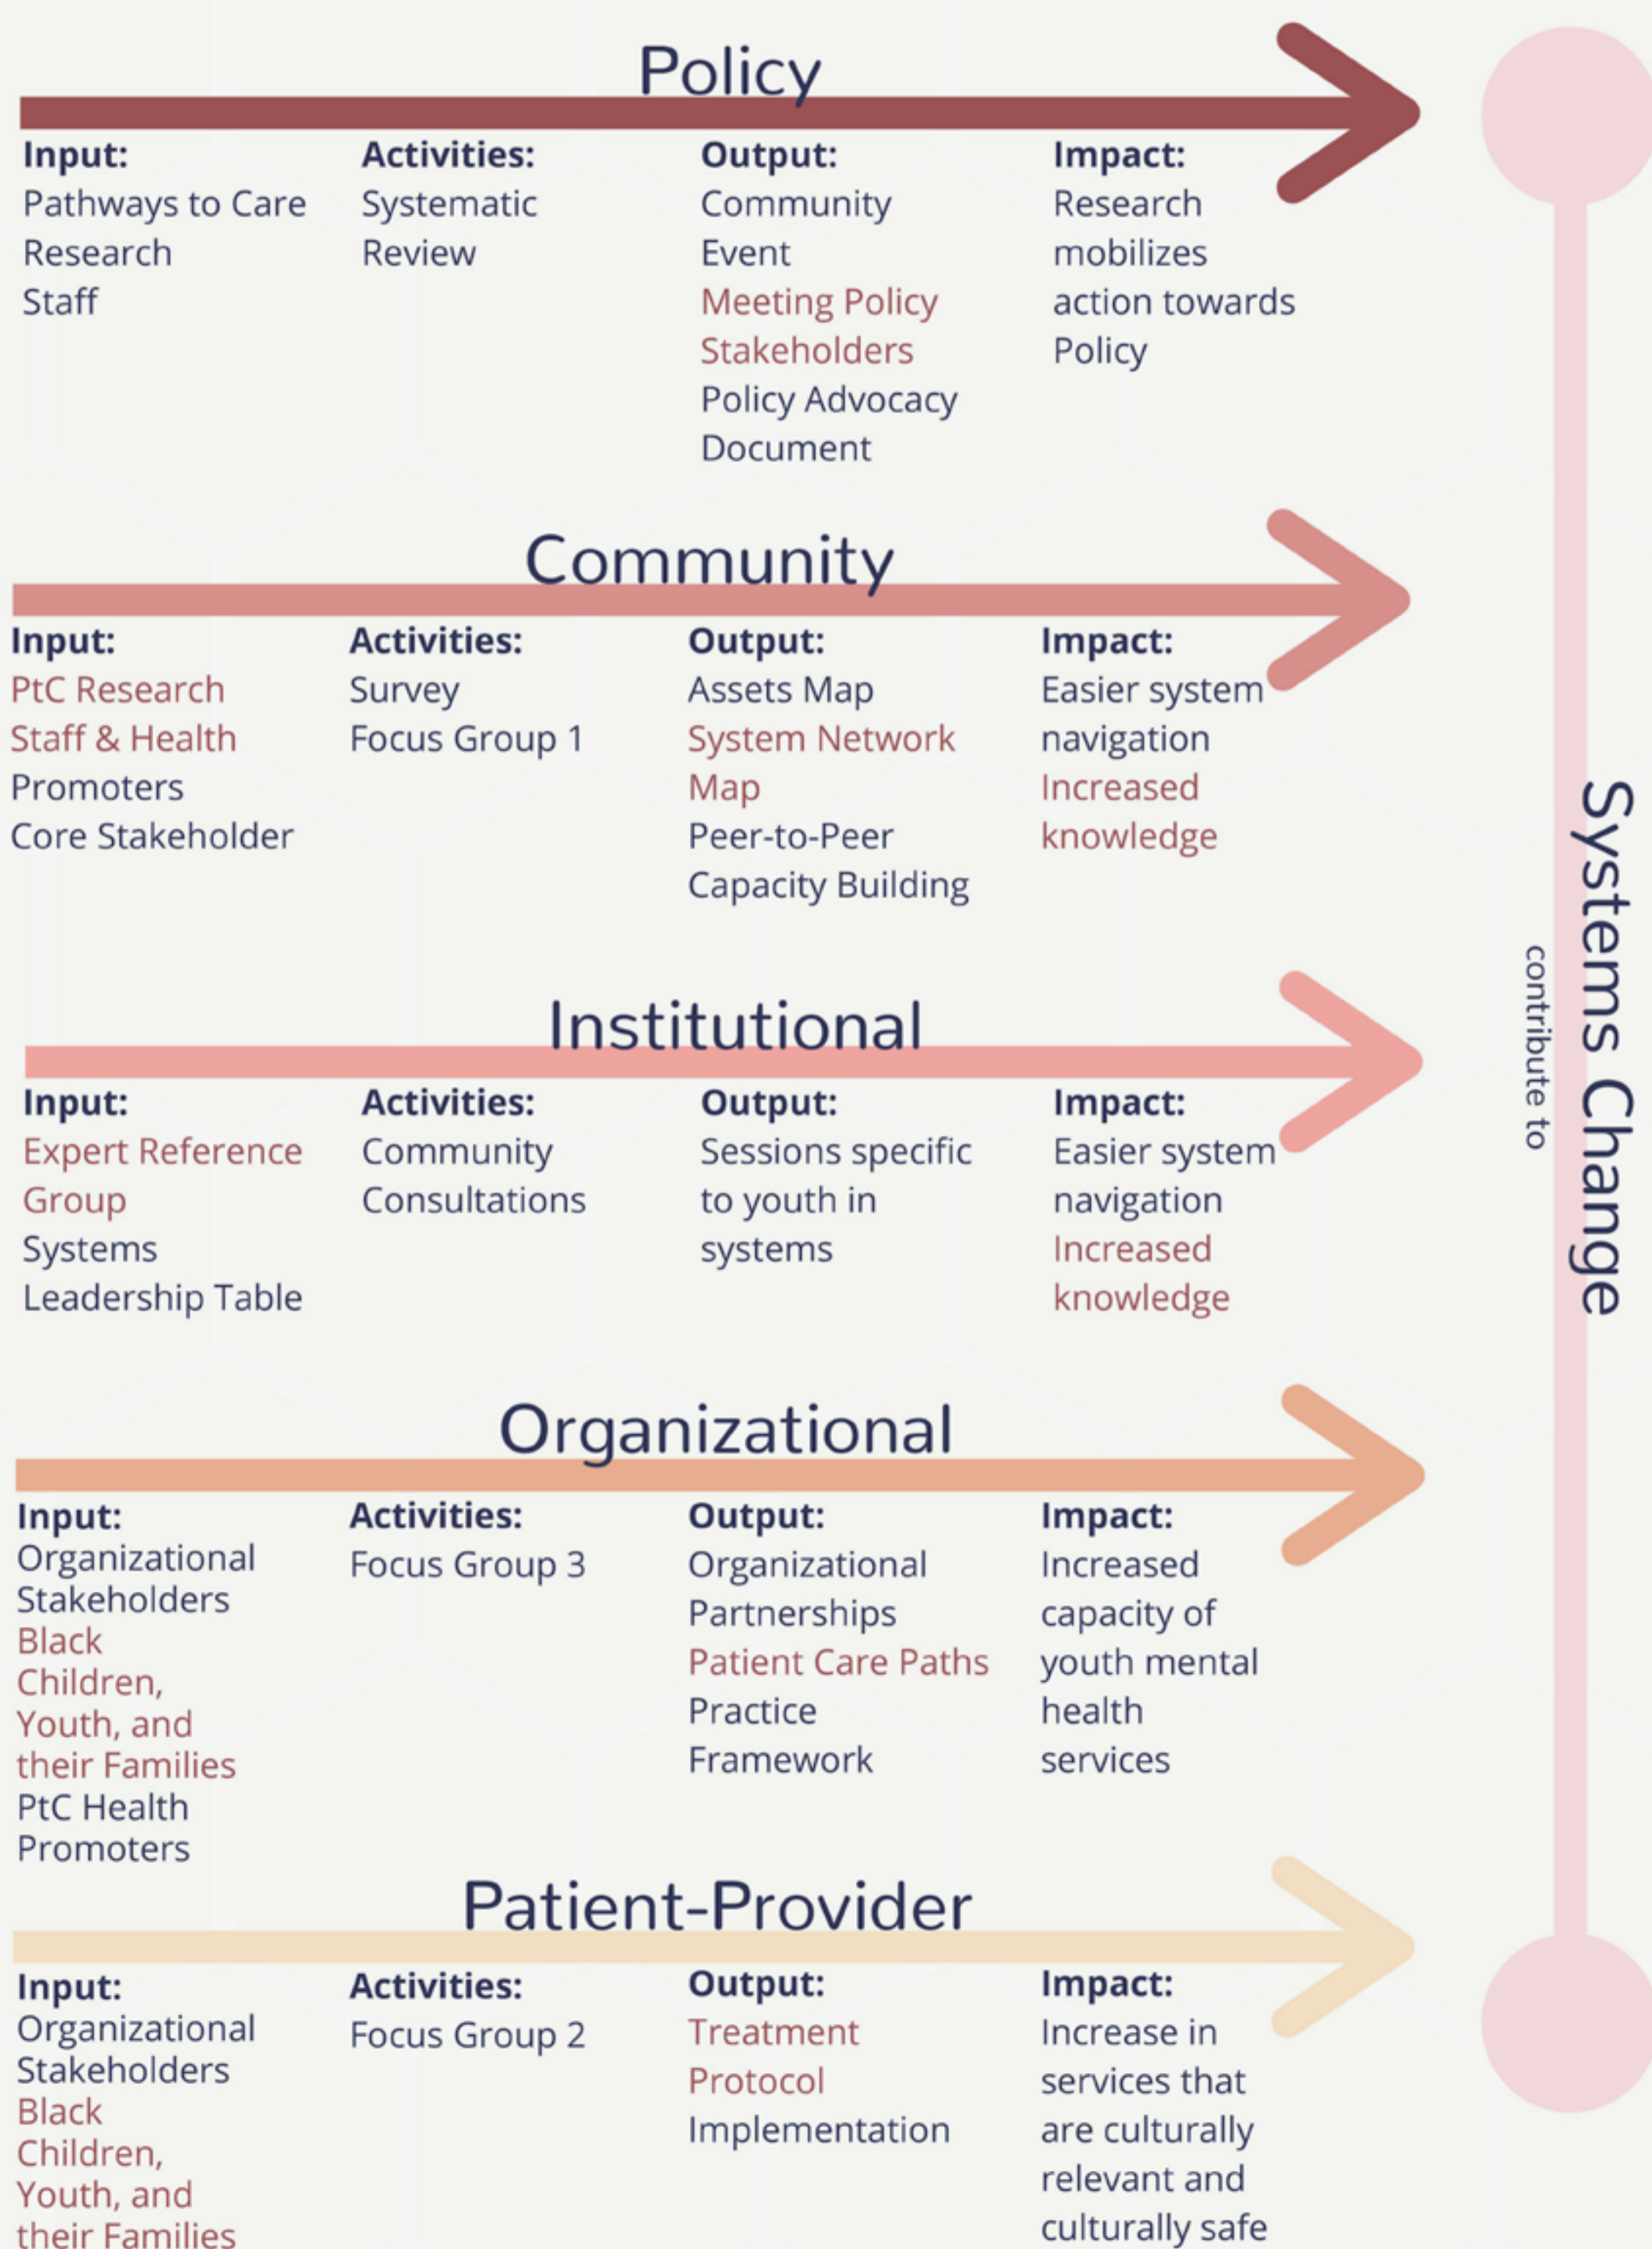 Policy
Input:
Pathways to Care
Research
Staff
Activities:
Systematic
Review
Output:
Community
Event
Meeting Policy
Stakeholders
Policy Advocacy
Document
Impact:
Research
mobilizes
action towards
Policy
Community
Input:
PtC Research
Staff & Health
Promoters
Core Stakeholder
Activities:
Survey
Focus Group 1
Output:
Assets Map
System Network
Map
Peer-to-Peer
Capacity Building
Impact:
Easier system
navigation
Increased
knowledge
Institutional
Input:
Expert Reference
Group
Systems
Leadership Table
Activities:
Community
Consultations
Output:
Sessions specific
to youth in
systems
Impact:
Easier system
navigation
Increased
knowledge
Organizational
Input:
Organizational
Stakeholders
Black
Children,
Youth, and
their Families
PtC Health
Promoters
Activities:
Focus Group 3
Output:
Organizational
Partnerships
Patient Care Paths
Practice
Framework
Impact:
Increased
capacity of
youth mental
health
services
Patient-Provider
Input:
Organizational
Stakeholders
Black
Children,
Youth, and
their Families
Activities:
Focus Group 2
Output:
Treatment
Protocol
Implementation
Impact:
Increase in
services that
are culturally
relevant and
culturally safe
contribute to
Systems Change